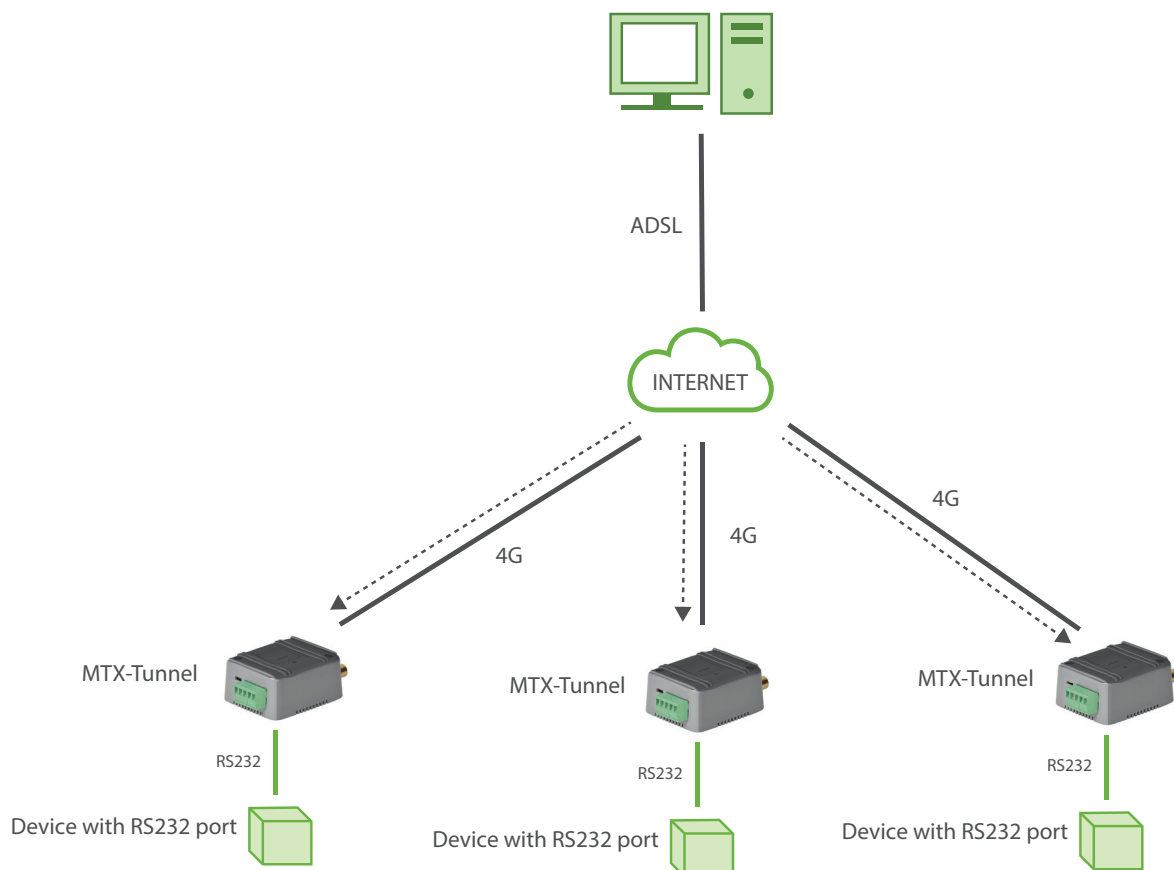 ADSL
INTERNET
4G
4G
4G
MTX-Tunnel
MTX-Tunnel
MTX-Tunnel
RS232
RS232
RS232
Device with RS232 port
Device with RS232 port
Device with RS232 port